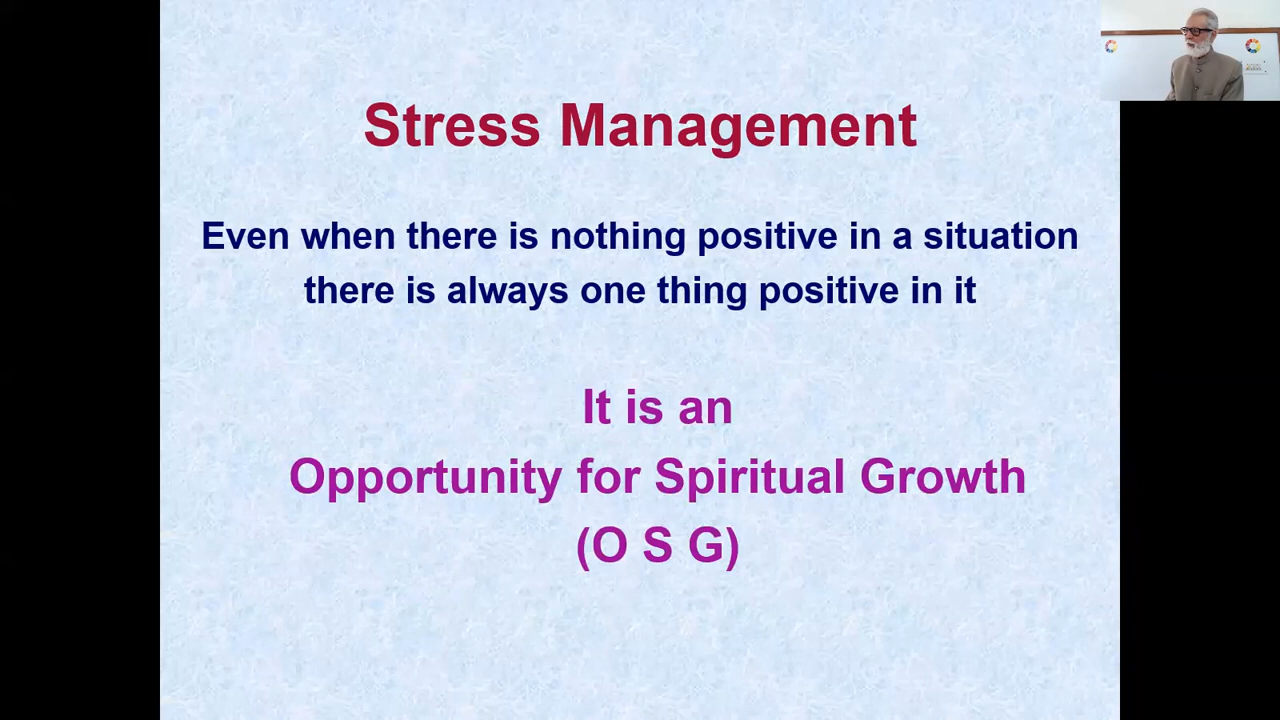 Stress Management
Even when there is nothing positive in a situation
there is always one thing positive in it
It is an
Opportunity for Spiritual Growth
(O S G)